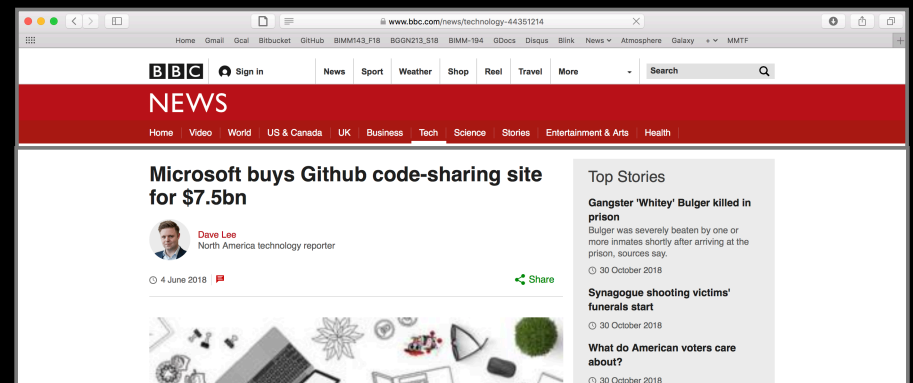 www.bbc.com/news/technology-44351214
Home Gmail Gcal Bitbucket GitHub BIMM143_F18 BGGN213_S18 BIMM-194 GDocs Disqus Blink News Atmosphere Galaxy + MMTF
BBC Sign in News Sport Weather Shop Reel Travel More Search
NEWS
Home Video World US & Canada UK Business Tech Science Stories Entertainment & Arts Health
Microsoft buys Github code-sharing site
for $7.5bn
Dave Lee
North America technology reporter
4 June 2018
Share
Top Stories
Gangster 'Whitey' Bulger killed in
prison
Bulger was severely beaten by one or
more inmates shortly after arriving at the
prison, sources say.
30 October 2018
Synagogue shooting victims'
funerals start
30 October 2018
What do American voters care
about?
30 October 2018